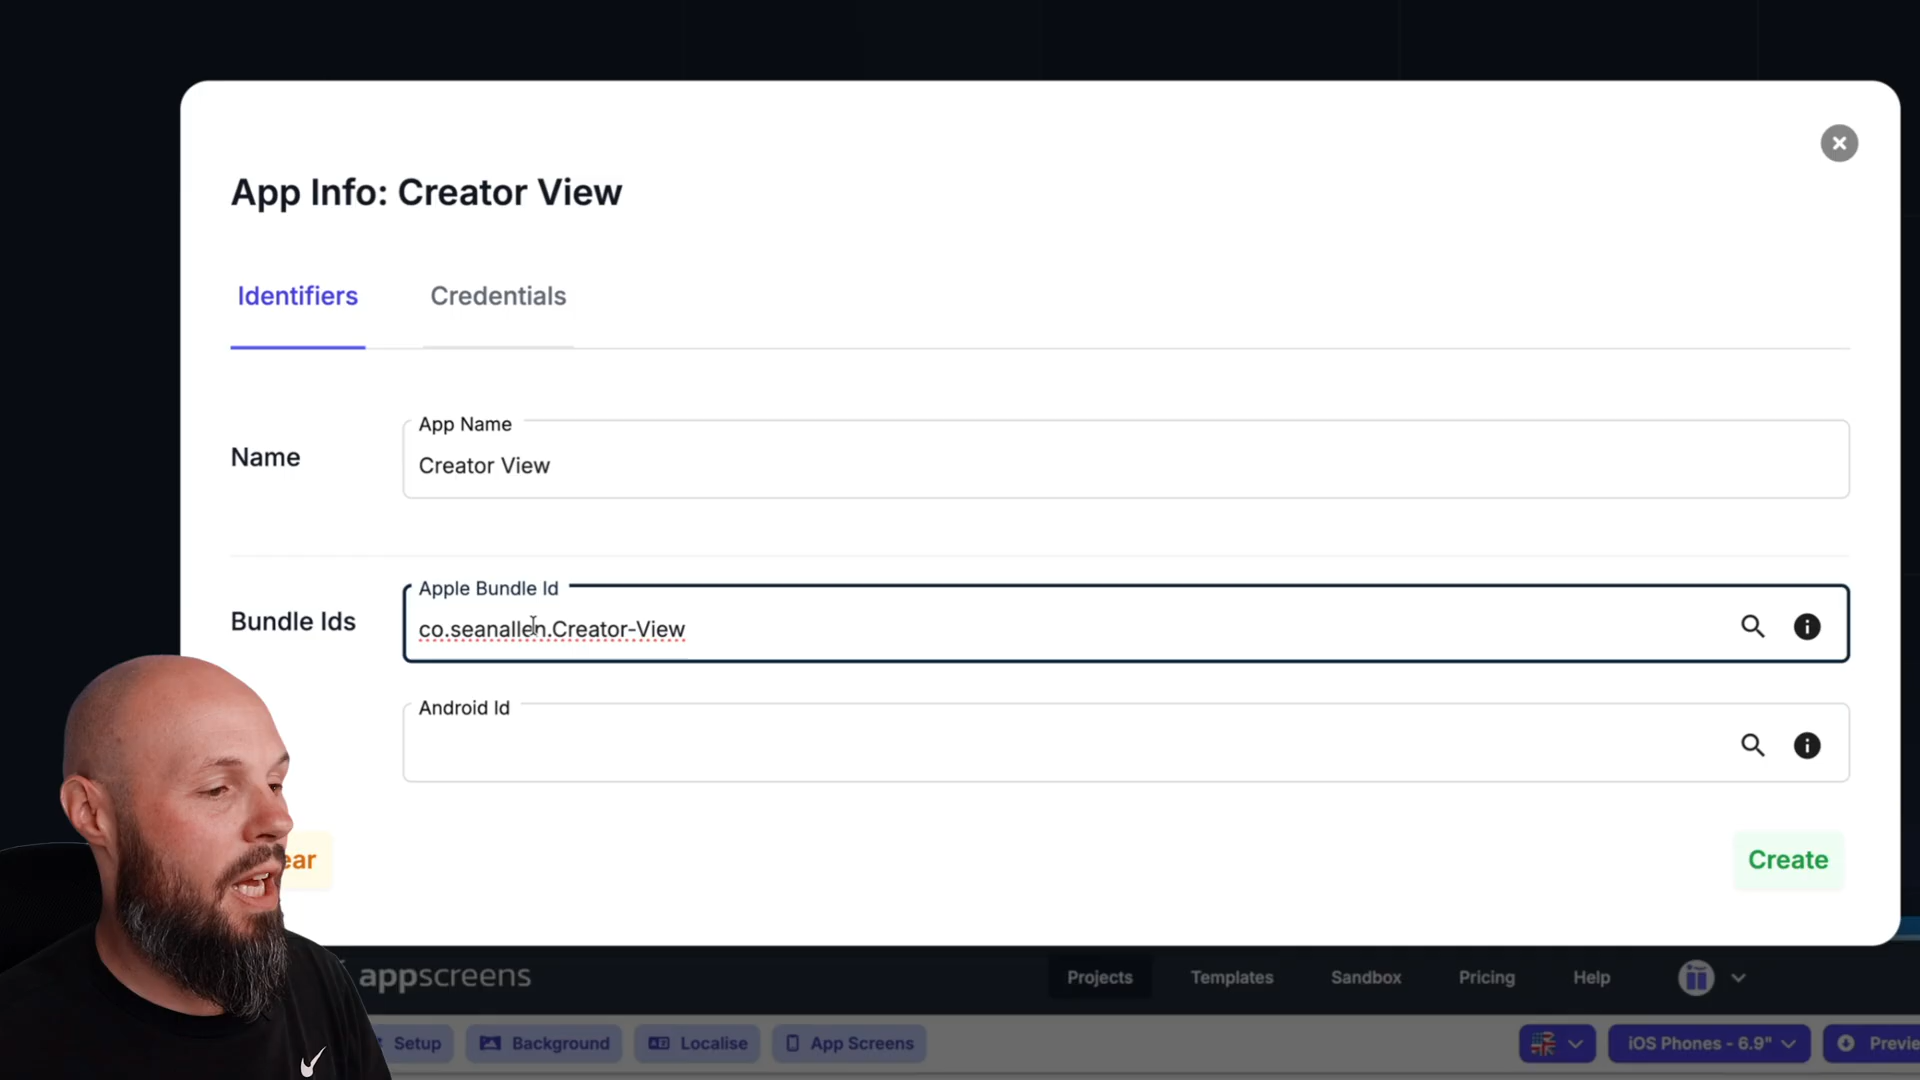 App Info: Creator View
Identifiers
Credentials
App Name
Name
Creator View
Apple Bundle Id
Bundle Ids
co.seanallen.Creator-View
Android Id
ear
Create
appscreens
Projects
Templates
Sandbox
Pricing
Help
Setup
Background
Localise
App Screens
iOS Phones - 6.9"
Previe